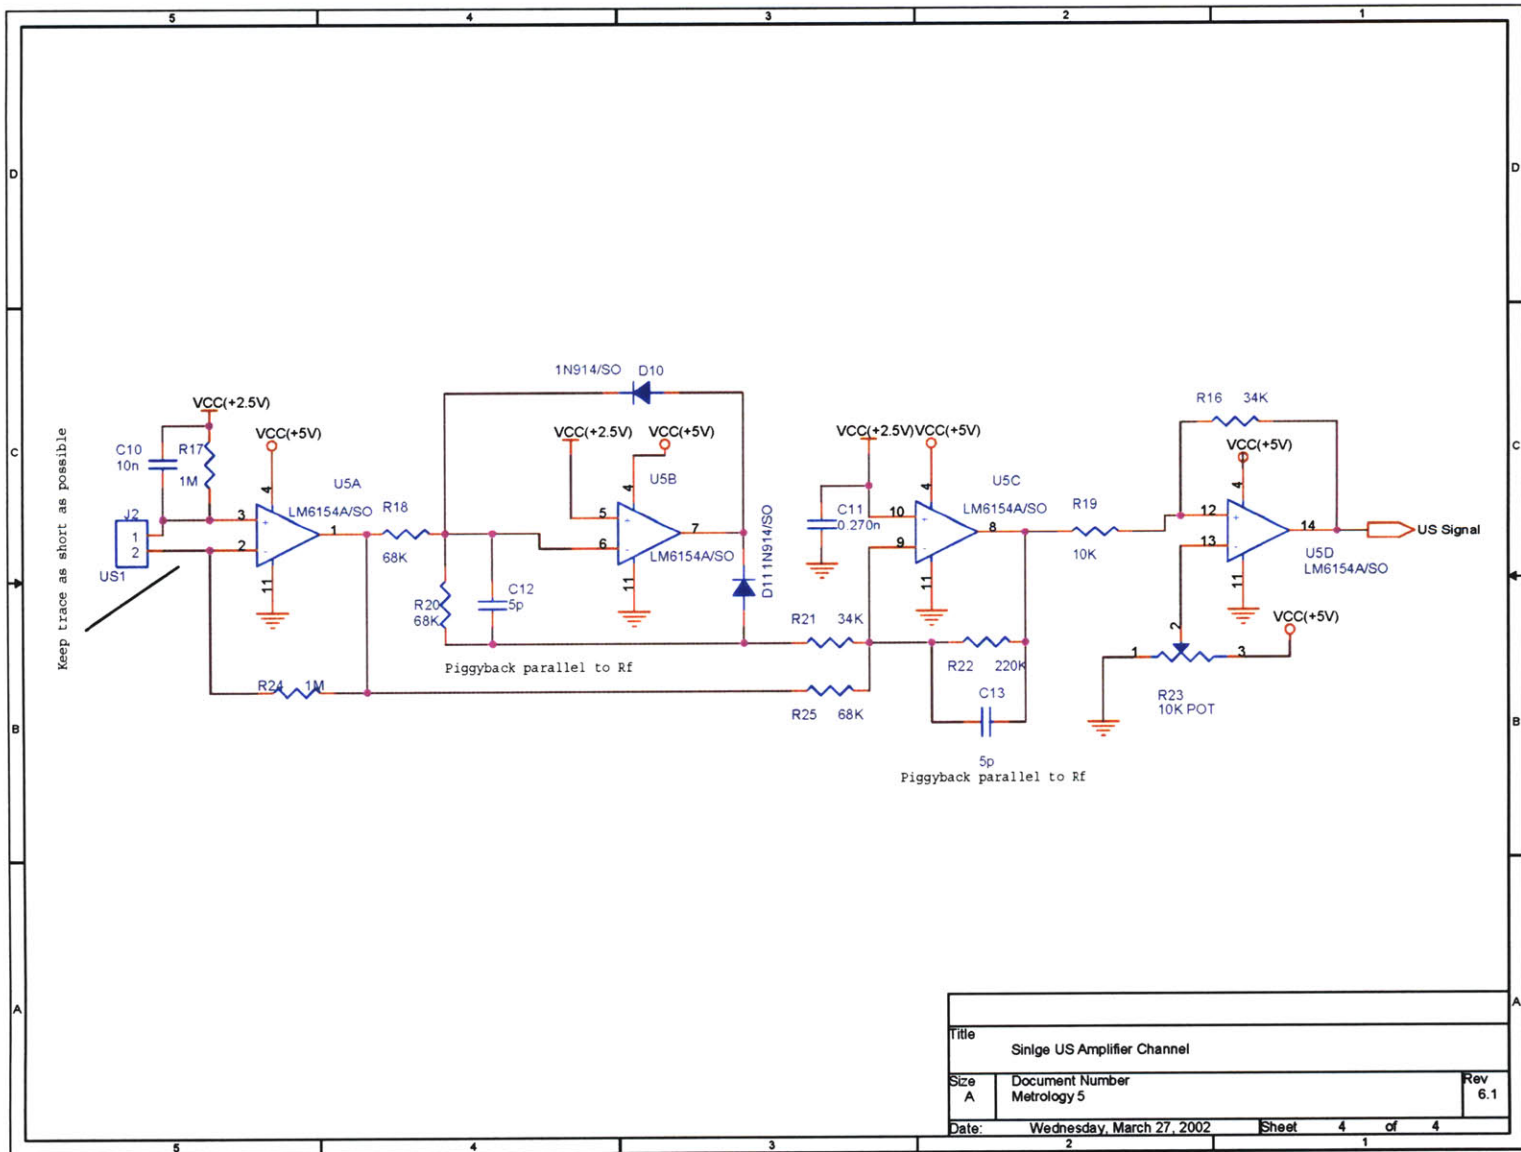 5 4 3 2 1
D D
C C
B B
A A
Keep trace as short as possible
VCC(+2.5V)
C10
10n
R17
1M
VCC(+5V)
J2
1
2
US1
3
2
4
11
1
U5A
LM6154A/SO
R18
68K
R24 1M
1N914/SO D10
VCC(+2.5V)
VCC(+5V)
U5B
LM6154A/SO
5
6
4
11
7
R20
68K
C12
5p
D11 1N914/SO
Piggyback parallel to Rf
R21 34K
R25 68K
VCC(+2.5V)
VCC(+5V)
C11
0.270n
10
9
4
11
8
U5C
LM6154A/SO
R22 220K
C13
5p
Piggyback parallel to Rf
R19
10K
R16 34K
VCC(+5V)
12
13
4
11
14
U5D
LM6154A/SO
US Signal
VCC(+5V)
1
2
3
R23
10K POT
Title
Sinlge US Amplifier Channel
Size
A
Document Number
Metrology 5
Rev
6.1
Date: Wednesday, March 27, 2002 Sheet 4 of 4
5 4 3 2 1